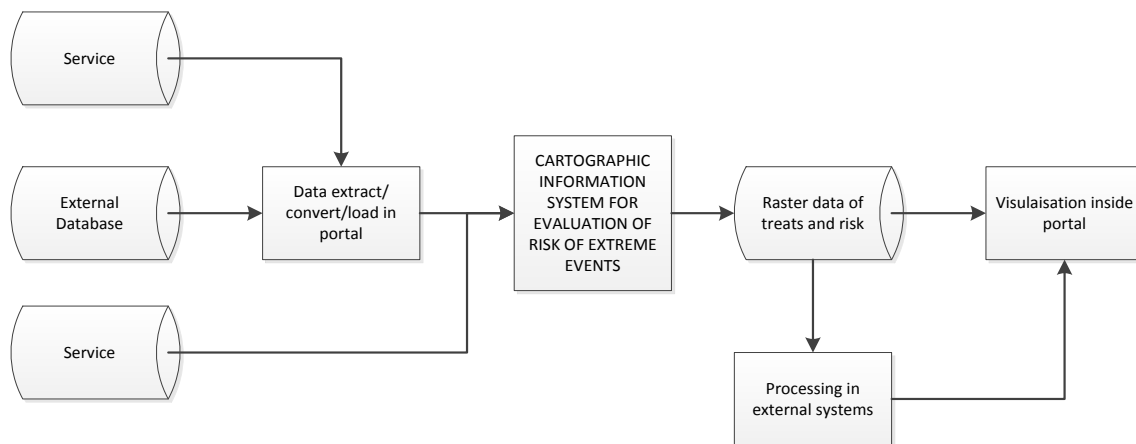 Service
External
Database
Service
Data extract/
convert/load in
portal
CARTOGRAPHIC
INFORMATION
SYSTEM FOR
EVALUATION OF
RISK OF EXTREME
EVENTS
Raster data of
treats and risk
Visulaisation inside
portal
Processing in
external systems